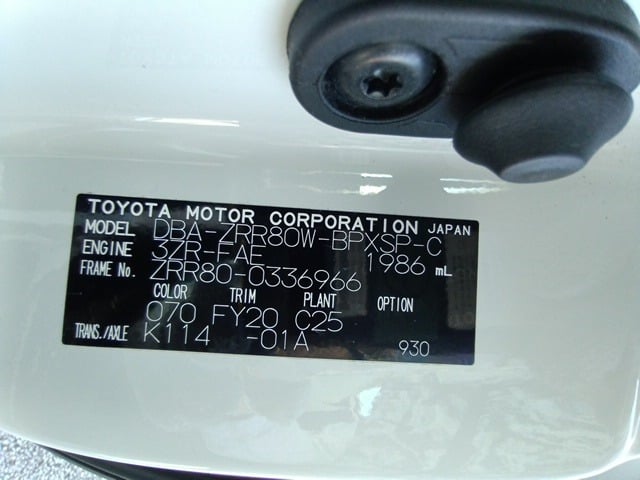 TOYOTA MOTOR CORPORATION JAPAN
MODEL DBA-ZRR80W-BPXSP-C
ENGINE 3ZR-FAE 1986 mL
FRAME No. ZRR80-0336966
COLOR TRIM PLANT OPTION
070 FY20 C25
TRANS./AXLE K114 -01A 930